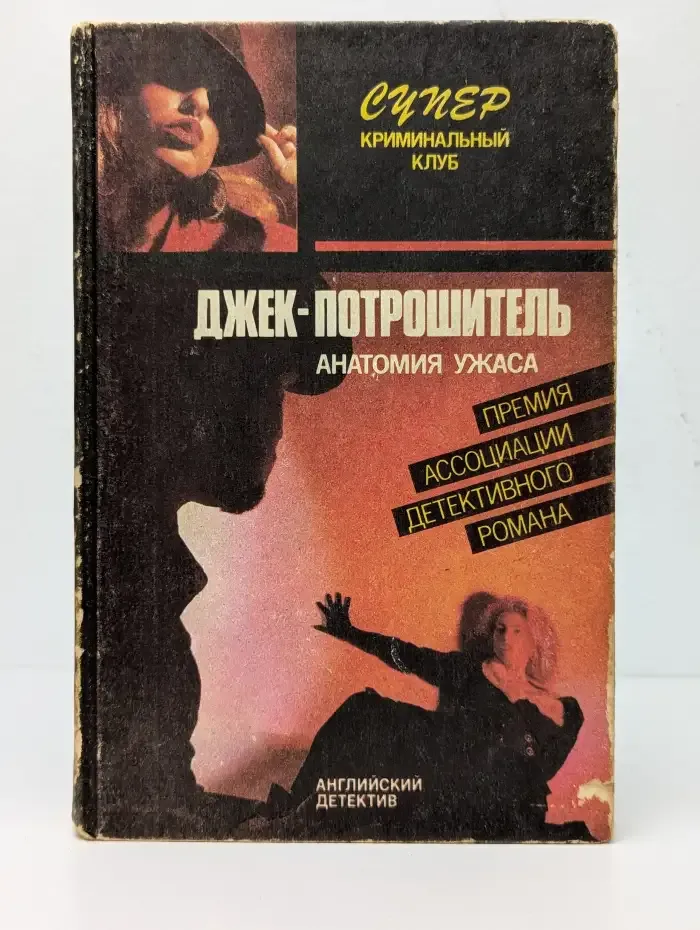 СУПЕР
КРИМИНАЛЬНЫЙ
КЛУБ
ДЖЕК-ПОТРОШИТЕЛЬ
АНАТОМИЯ УЖАСА
ПРЕМИЯ
АССОЦИАЦИИ
ДЕТЕКТИВНОГО
РОМАНА
АНГЛИЙСКИЙ
ДЕТЕКТИВ